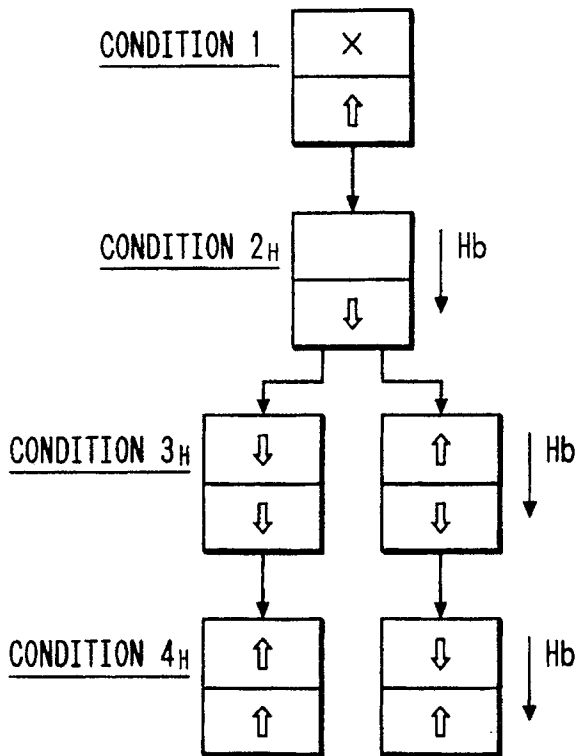 CONDITION 1
×
CONDITION 2H
Hb
CONDITION 3H
Hb
CONDITION 4H
Hb